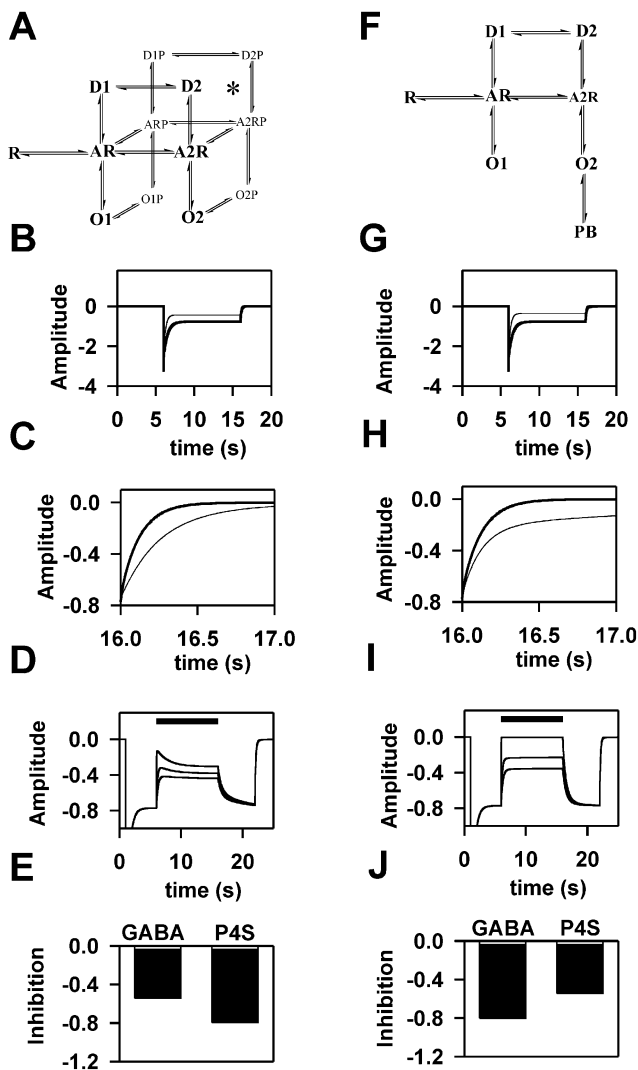 A
D1P
D2P
D1
D2
*
ARP
A2RP
R
AR
A2R
O1P
O2P
O1
O2
B
Amplitude
0
-2
-4
0
5
10
15
20
time (s)
C
Amplitude
0.0
-0.4
-0.8
16.0
16.5
17.0
time (s)
D
Amplitude
0.0
-0.4
-0.8
0
10
20
time (s)
E
GABA
P4S
Inhibition
0.0
-0.4
-0.8
-1.2
F
D1
D2
R
AR
A2R
O1
O2
PB
G
Amplitude
0
-2
-4
0
5
10
15
20
time (s)
H
Amplitude
0.0
-0.4
-0.8
16.0
16.5
17.0
time (s)
I
Amplitude
0.0
-0.4
-0.8
0
10
20
time (s)
J
GABA
P4S
Inhibition
0.0
-0.4
-0.8
-1.2